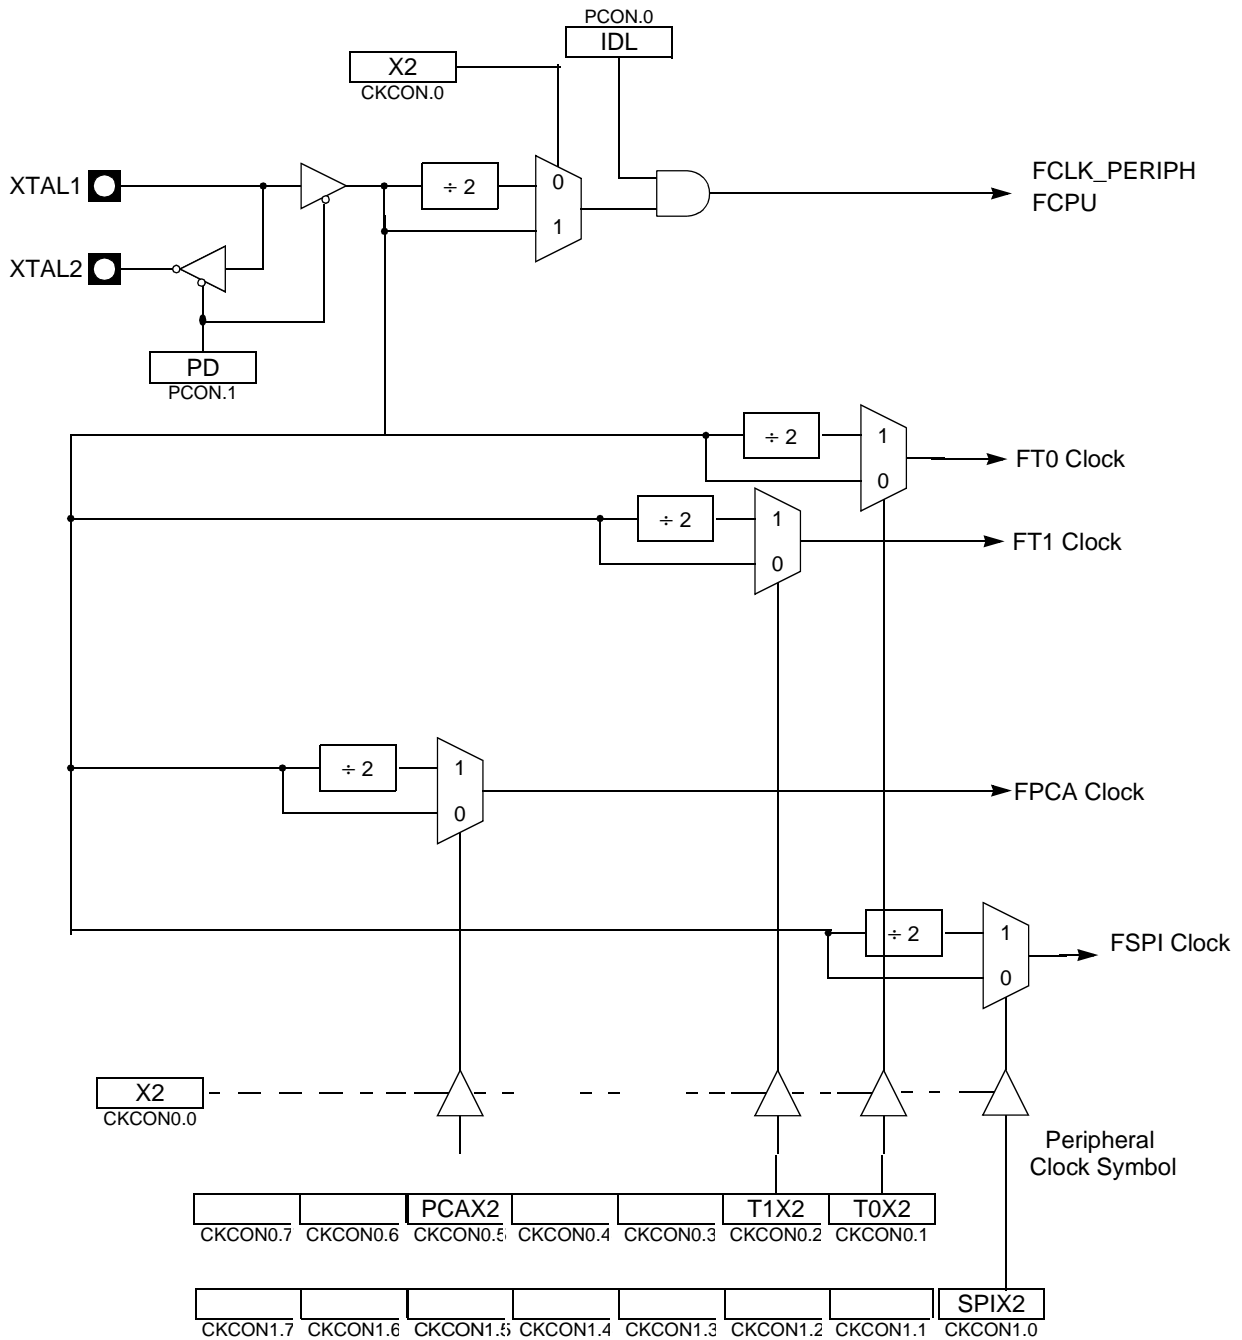 PCON.0
IDL
X2
CKCON.0
XTAL1
÷ 2
0
1
FCLK_PERIPH
FCPU
XTAL2
PD
PCON.1
÷ 2
1
0
FT0 Clock
÷ 2
1
0
FT1 Clock
÷ 2
1
0
FPCA Clock
÷ 2
1
0
FSPI Clock
X2
CKCON0.0
Peripheral
Clock Symbol
PCAX2 T1X2 T0X2
CKCON0.7 CKCON0.6 CKCON0.5 CKCON0.4 CKCON0.3 CKCON0.2 CKCON0.1
SPIX2
CKCON1.7 CKCON1.6 CKCON1.5 CKCON1.4 CKCON1.3 CKCON1.2 CKCON1.1 CKCON1.0